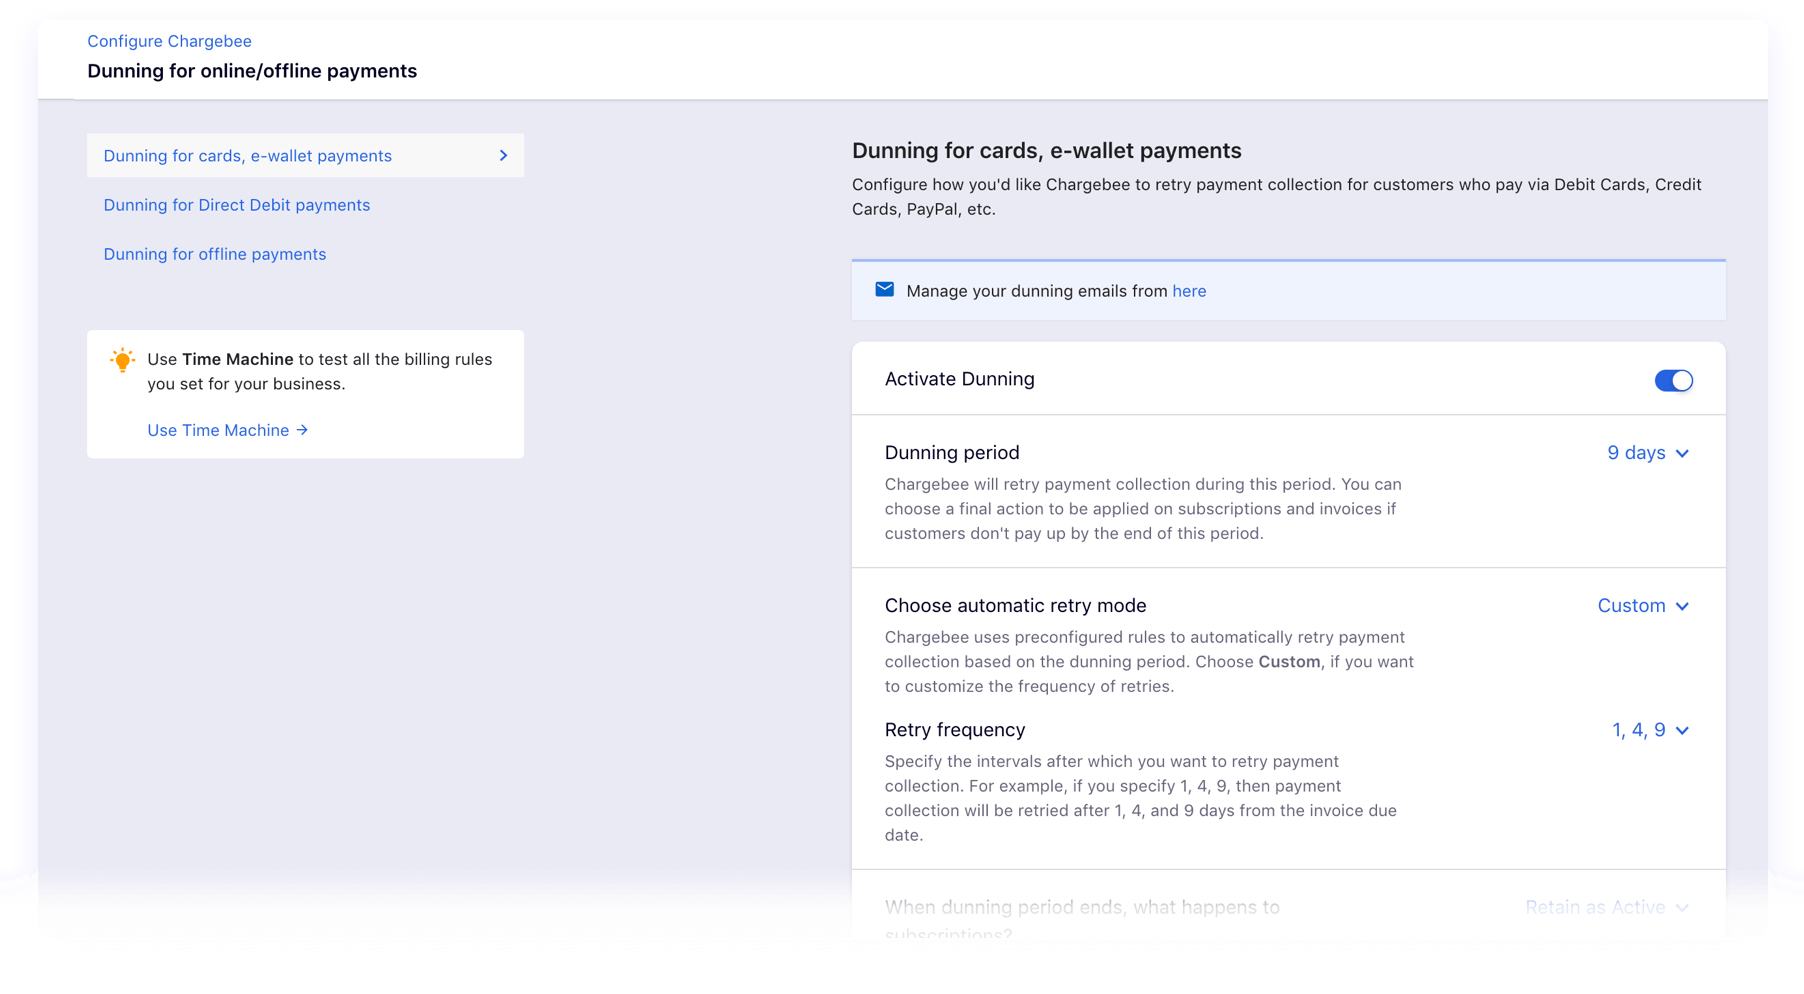 Configure Chargebee
Dunning for online/offline payments
Dunning for cards, e-wallet payments
Dunning for Direct Debit payments
Dunning for offline payments
Use Time Machine to test all the billing rules
you set for your business.
Use Time Machine →
Dunning for cards, e-wallet payments
Configure how you'd like Chargebee to retry payment collection for customers who pay via Debit Cards, Credit
Cards, PayPal, etc.
Manage your dunning emails from here
Activate Dunning
Dunning period
9 days
Chargebee will retry payment collection during this period. You can
choose a final action to be applied on subscriptions and invoices if
customers don't pay up by the end of this period.
Choose automatic retry mode
Custom
Chargebee uses preconfigured rules to automatically retry payment
collection based on the dunning period. Choose Custom, if you want
to customize the frequency of retries.
Retry frequency
1, 4, 9
Specify the intervals after which you want to retry payment
collection. For example, if you specify 1, 4, 9, then payment
collection will be retried after 1, 4, and 9 days from the invoice due
date.
When dunning period ends, what happens to
Retain as Active
subscriptions?